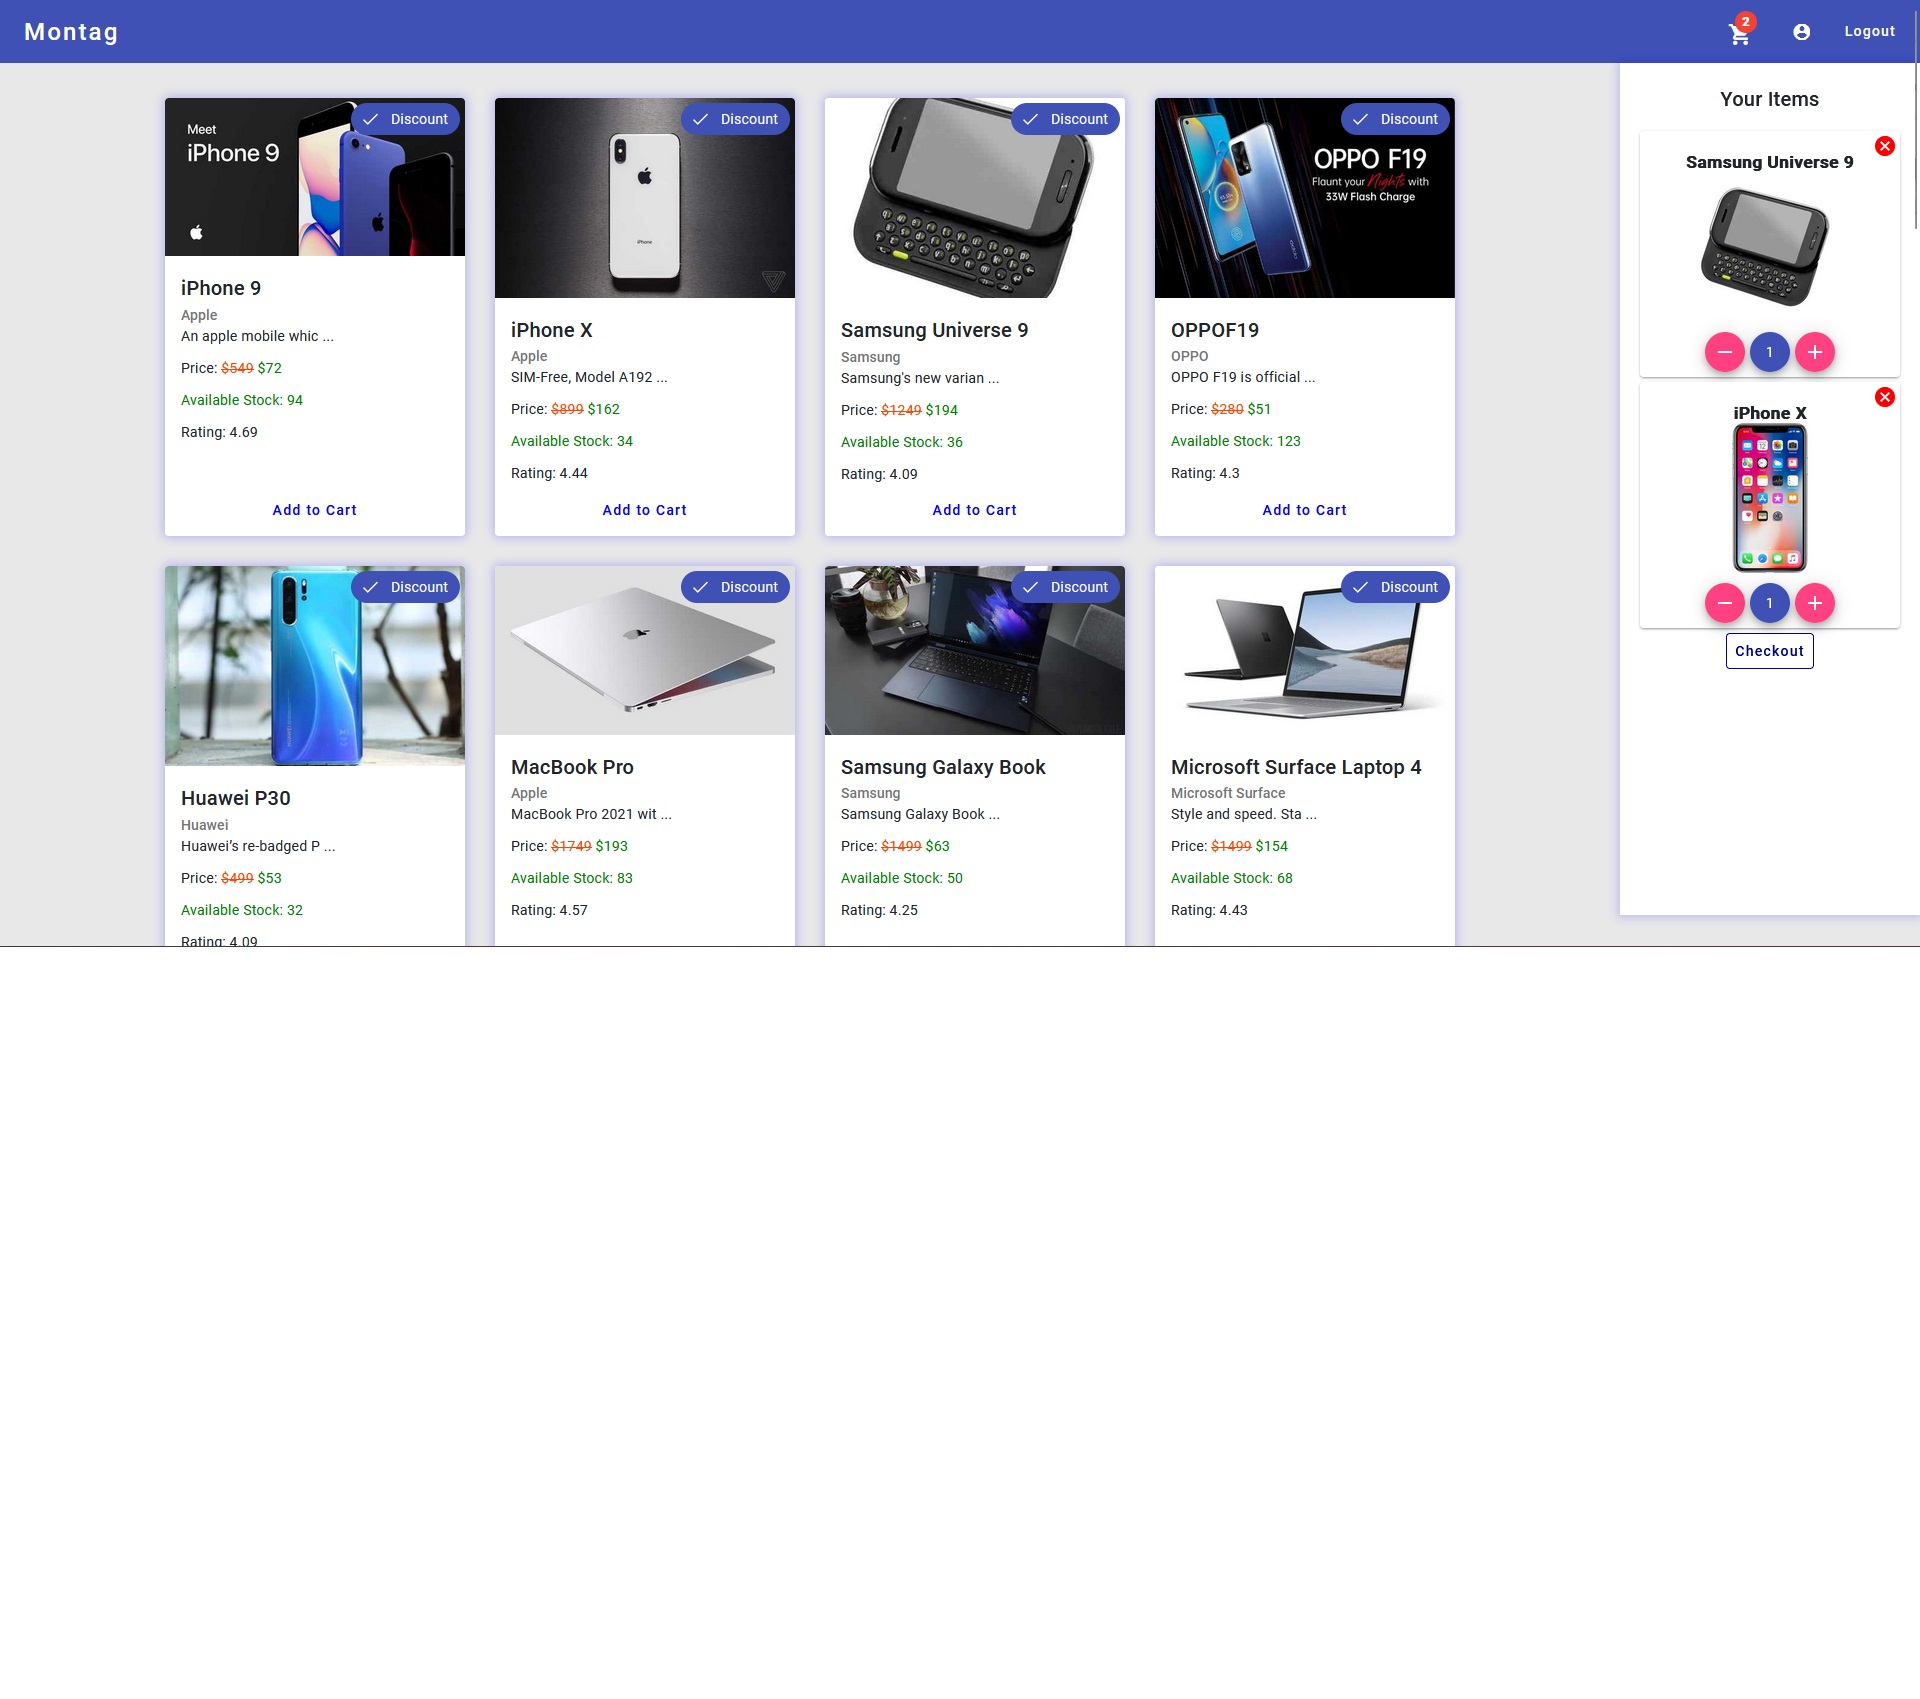 Montag
2
Logout
Discount
Meet
iPhone 9
iPhone 9
Apple
An apple mobile whic ...
Price: $549 $72
Available Stock: 94
Rating: 4.69
Add to Cart
Discount
iPhone
iPhone X
Apple
SIM-Free, Model A192 ...
Price: $899 $162
Available Stock: 34
Rating: 4.44
Add to Cart
Discount
Samsung Universe 9
Samsung
Samsung's new varian ...
Price: $1249 $194
Available Stock: 36
Rating: 4.09
Add to Cart
Discount
OPPO F19
Flaunt your Nights with
33W Flash Charge
OPPOF19
OPPO
OPPO F19 is official ...
Price: $280 $51
Available Stock: 123
Rating: 4.3
Add to Cart
Discount
Huawei P30
Huawei
Huawei’s re-badged P ...
Price: $499 $53
Available Stock: 32
Rating: 4.09
Discount
MacBook Pro
Apple
MacBook Pro 2021 wit ...
Price: $1749 $193
Available Stock: 83
Rating: 4.57
Discount
Samsung Galaxy Book
Samsung
Samsung Galaxy Book ...
Price: $1499 $63
Available Stock: 50
Rating: 4.25
Discount
Microsoft Surface Laptop 4
Microsoft Surface
Style and speed. Sta ...
Price: $1499 $154
Available Stock: 68
Rating: 4.43
Your Items
Samsung Universe 9
1
iPhone X
1
Checkout